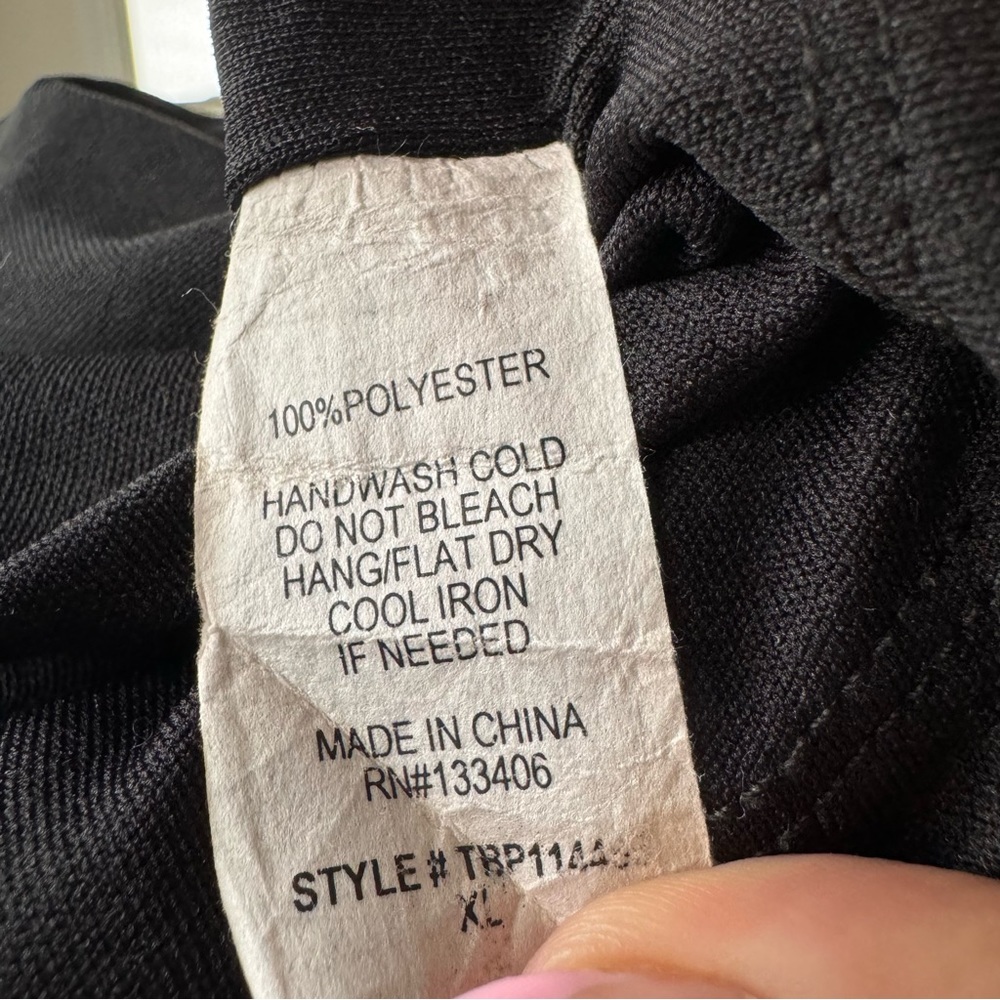 100%POLYESTER
HANDWASH COLD
DO NOT BLEACH
HANG/FLAT DRY
COOL IRON
IF NEEDED
MADE IN CHINA
RN#133406
STYLE #
XL